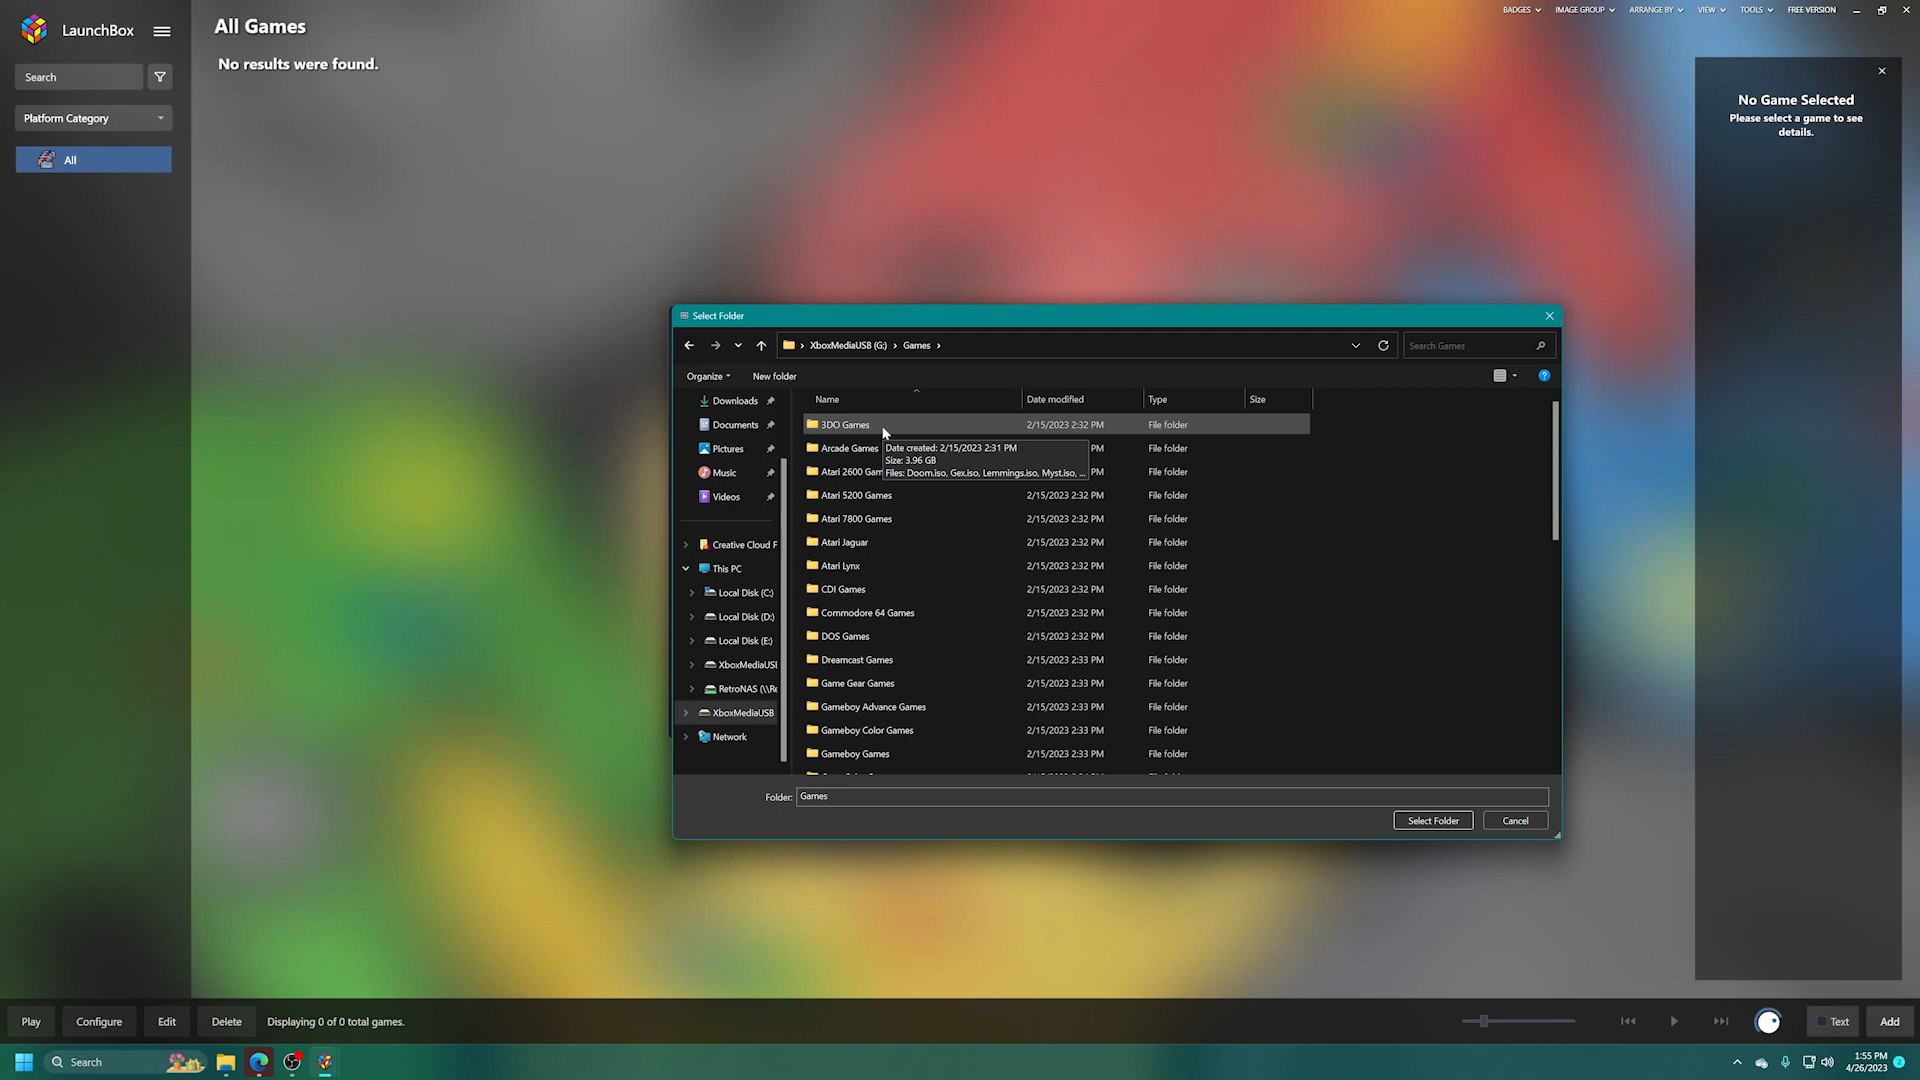 LaunchBox
All Games
BADGES
IMAGE GROUP
ARRANGE BY
VIEW
TOOLS
FREE VERSION
Search
No results were found.
Platform Category
All
No Game Selected
Please select a game to see
details.
Select Folder
XboxMediaUSB (G:) › Games ›
Search Games
Organize
New folder
Name
Date modified
Type
Size
Downloads
Documents
Pictures
Music
Videos
Creative Cloud F
This PC
Local Disk (C:)
Local Disk (D:)
Local Disk (E:)
XboxMediaUSE
RetroNAS (\\Re
XboxMediaUSB
Network
3DO Games 2/15/2023 2:32 PM File folder
Arcade Games PM File folder
Atari 2600 Gam PM File folder
Date created: 2/15/2023 2:31 PM
Size: 3.96 GB
Files: Doom.iso, Gex.iso, Lemmings.iso, Myst.iso, ...
Atari 5200 Games 2/15/2023 2:32 PM File folder
Atari 7800 Games 2/15/2023 2:32 PM File folder
Atari Jaguar 2/15/2023 2:32 PM File folder
Atari Lynx 2/15/2023 2:32 PM File folder
CDI Games 2/15/2023 2:32 PM File folder
Commodore 64 Games 2/15/2023 2:32 PM File folder
DOS Games 2/15/2023 2:32 PM File folder
Dreamcast Games 2/15/2023 2:33 PM File folder
Game Gear Games 2/15/2023 2:33 PM File folder
Gameboy Advance Games 2/15/2023 2:33 PM File folder
Gameboy Color Games 2/15/2023 2:33 PM File folder
Gameboy Games 2/15/2023 2:33 PM File folder
Folder: Games
Select Folder
Cancel
Play
Configure
Edit
Delete
Displaying 0 of 0 total games.
Text
Add
Search
1:55 PM
4/26/2023
2